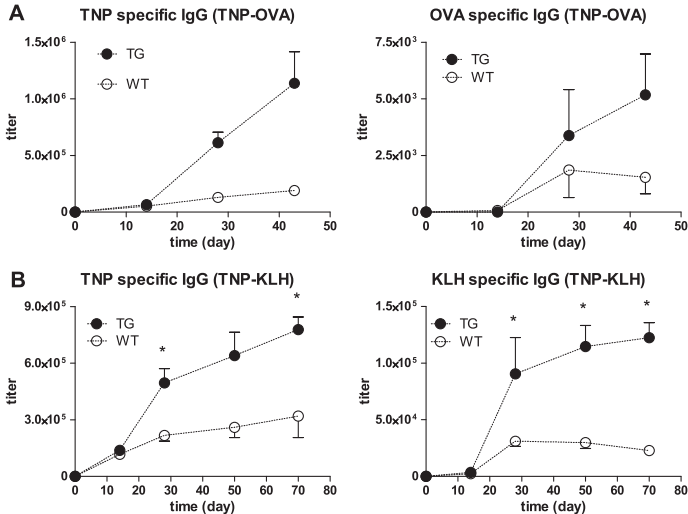 A
TNP specific IgG (TNP-OVA)
1.5x10^6
1.0x10^6
5.0x10^5
0
titer
TG
WT
0 10 20 30 40 50
time (day)
OVA specific IgG (TNP-OVA)
7.5x10^3
5.0x10^3
2.5x10^3
0
titer
TG
WT
0 10 20 30 40 50
time (day)
B
TNP specific IgG (TNP-KLH)
9.0x10^5
6.0x10^5
3.0x10^5
0
titer
TG
WT
* *
0 10 20 30 40 50 60 70 80
time (day)
KLH specific IgG (TNP-KLH)
1.5x10^5
1.0x10^5
5.0x10^4
0
titer
TG
WT
* * *
0 10 20 30 40 50 60 70 80
time (day)